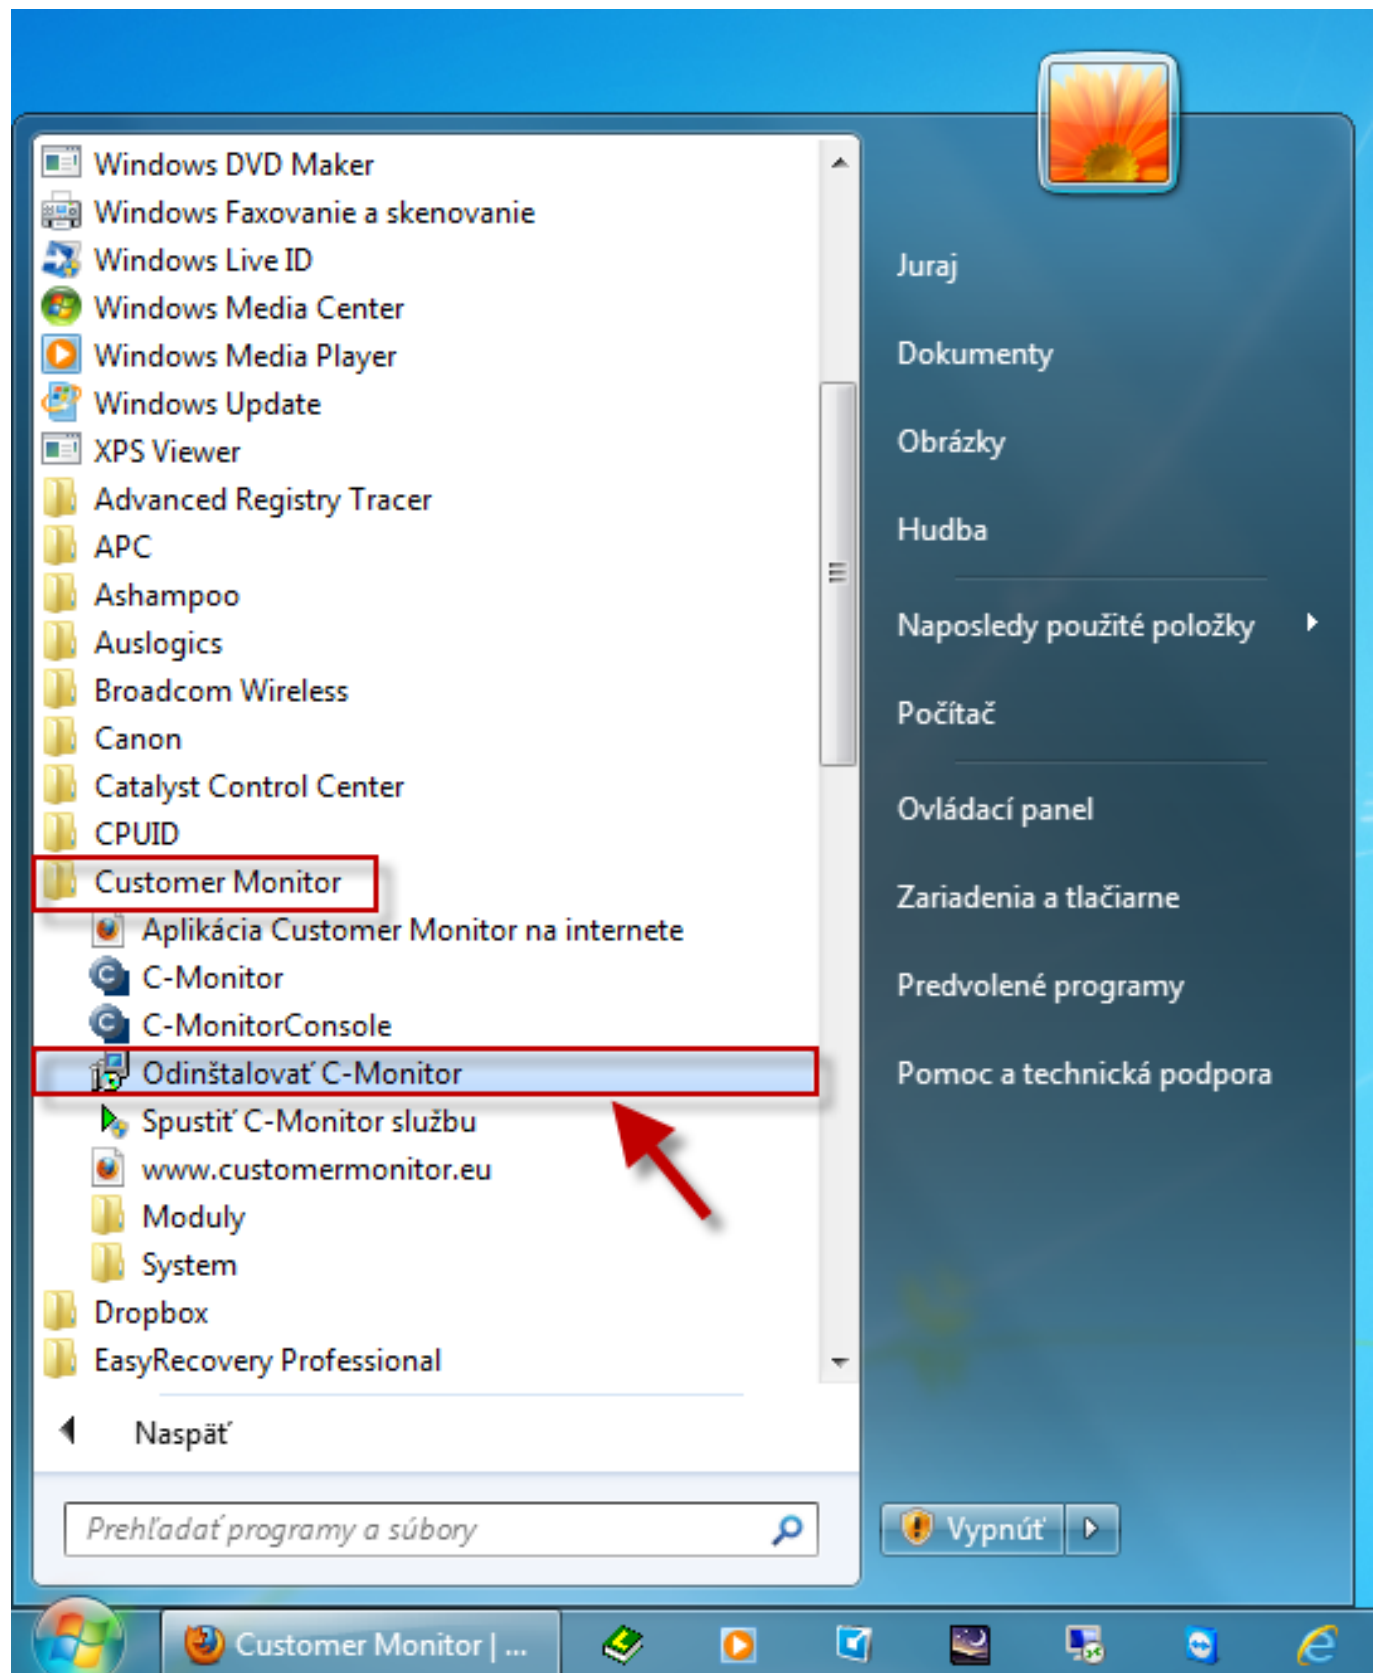 Windows DVD Maker
Windows Faxovanie a skenovanie
Windows Live ID
Windows Media Center
Windows Media Player
Windows Update
XPS Viewer
Advanced Registry Tracer
APC
Ashampoo
Auslogics
Broadcom Wireless
Canon
Catalyst Control Center
CPUID
Customer Monitor
Aplikácia Customer Monitor na internete
C-Monitor
C-MonitorConsole
Odinštalovať C-Monitor
Spustiť C-Monitor službu
www.customermonitor.eu
Moduly
System
Dropbox
EasyRecovery Professional
Naspäť
Prehľadať programy a súbory
Juraj
Dokumenty
Obrázky
Hudba
Naposledy použité položky
Počítač
Ovládací panel
Zariadenia a tlačiarne
Predvolené programy
Pomoc a technická podpora
Vypnúť
Customer Monitor | ...